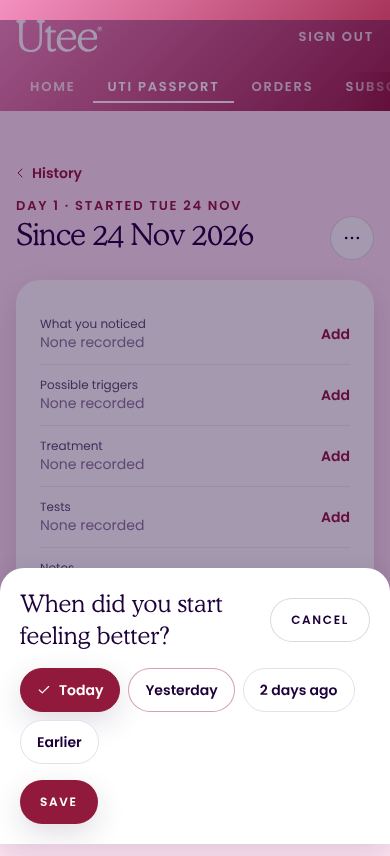 Utee®
SIGN OUT
HOME UTI PASSPORT ORDERS SUBSC
History
DAY 1 · STARTED TUE 24 NOV
Since 24 Nov 2026
What you noticed
None recorded
Add
Possible triggers
None recorded
Add
Treatment
None recorded
Add
Tests
None recorded
Add
Notes
When did you start
feeling better?
CANCEL
Today
Yesterday
2 days ago
Earlier
SAVE